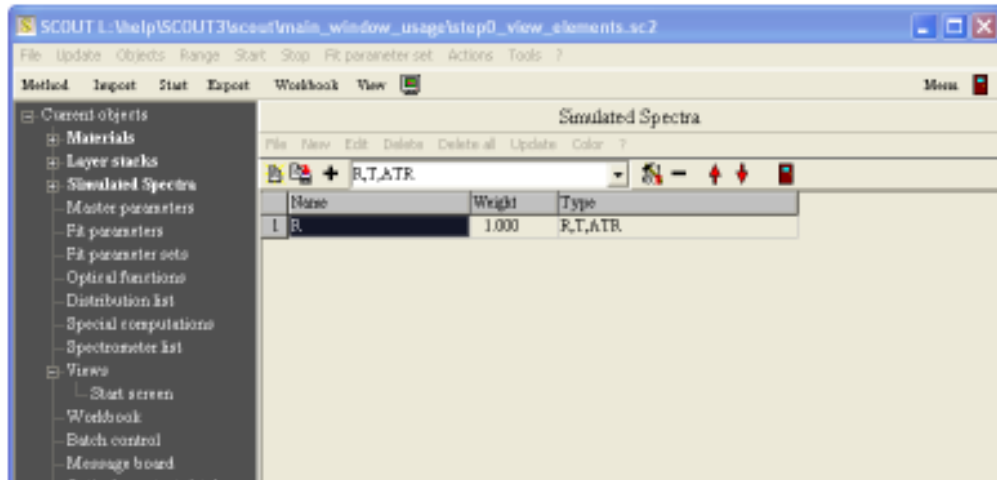 SCOUT L:\help\SCOUT3\scout\main_window_usage\step0_view_elements.sc2
File Update Objects Range Start Stop Fit parameter set Actions Tools ?
Method Import Start Export Workbook View Menu
Current objects
Simulated Spectra
Materials
File New Edit Delete Delete all Update Color ?
Layer stacks
R,T,ATR
Simulated Spectra
Master parameters
Name Weight Type
Fit parameters
1 R 1.000 R,T,ATR
Fit parameter sets
Optical functions
Distribution list
Special computations
Spectrometer list
Views
Start screen
Workbook
Batch control
Message board